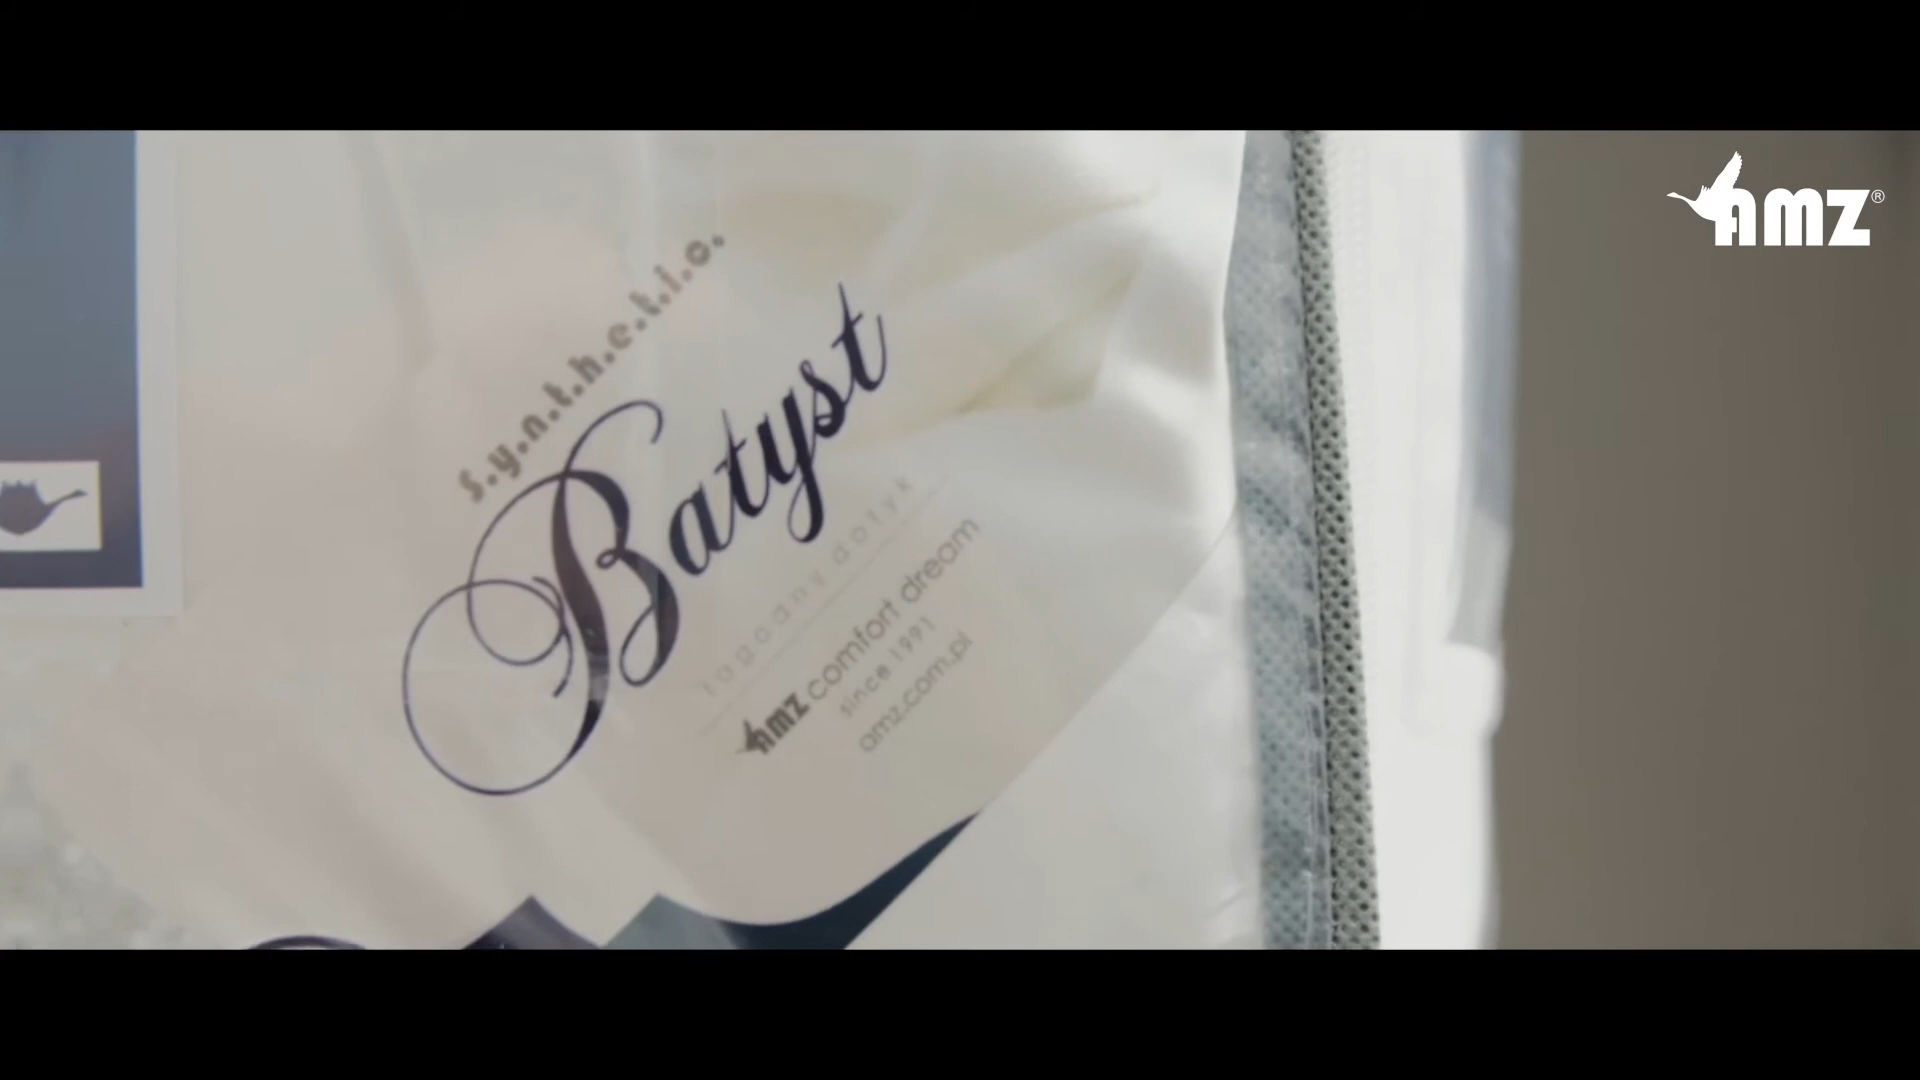 AMZ®
s.y.n.t.h.e.t.i.c.
Batyst
łagodny dotyk
AMZ comfort dream
since 1991
amz.com.pl